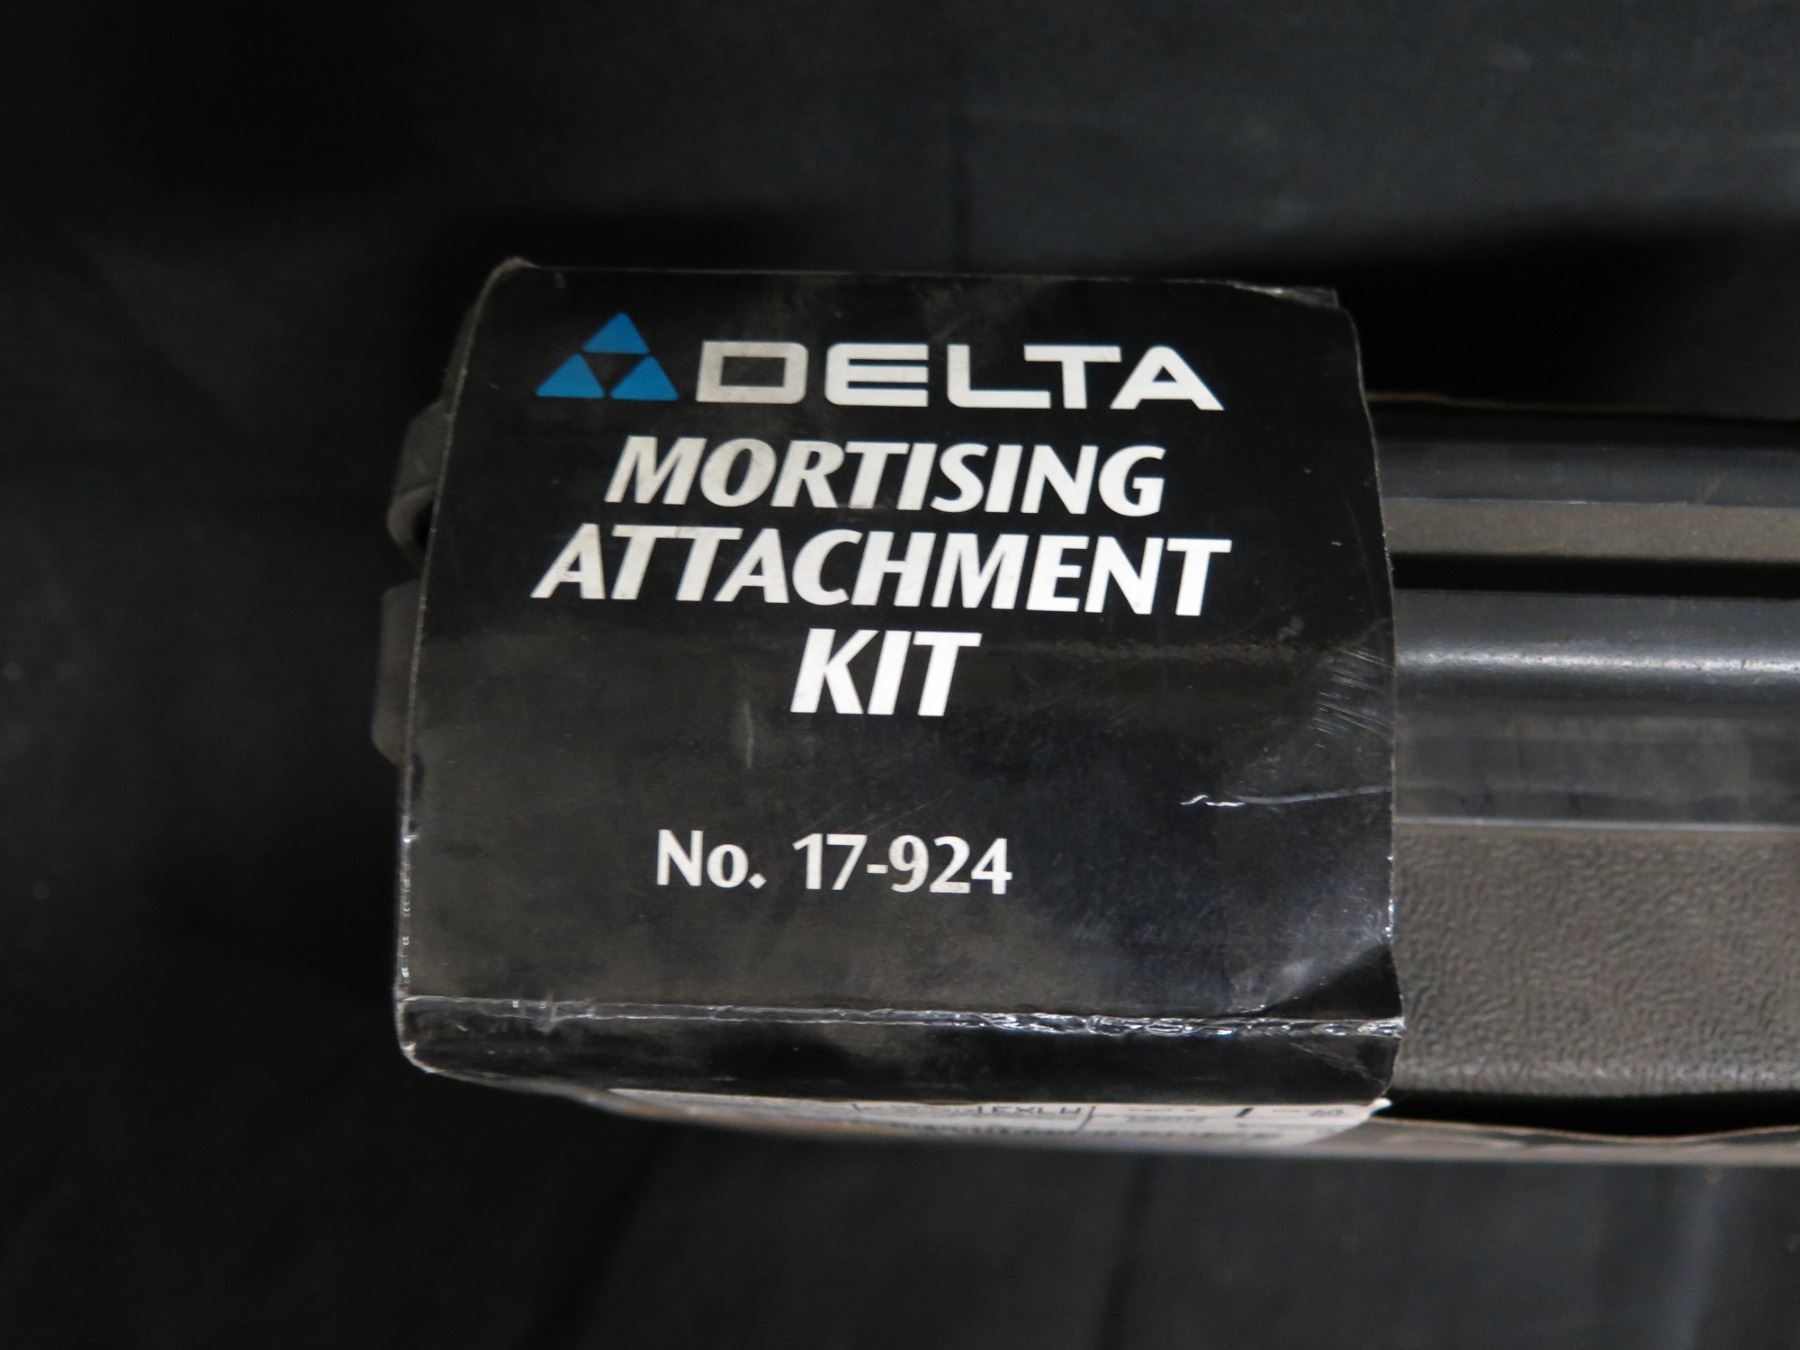 DELTA
MORTISING
ATTACHMENT
KIT
No. 17-924